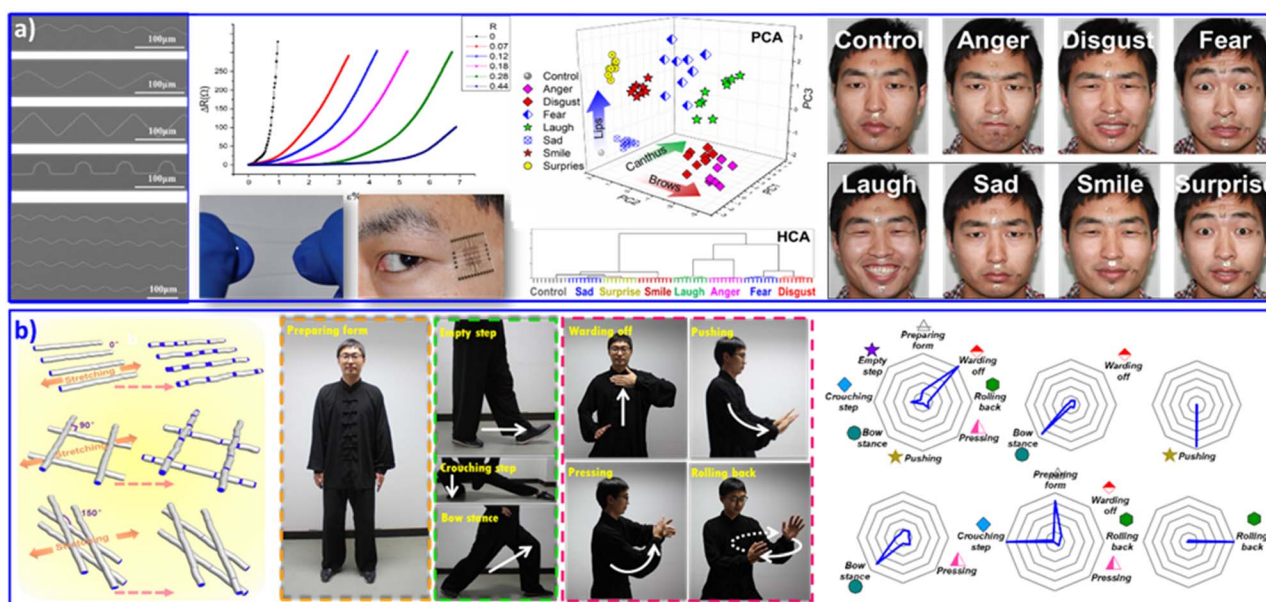 a)
100μm
100μm
100μm
100μm
100μm
ΔR(Ω)
300
250
200
150
100
50
0
0 1 2 3 4 5 6 7
ε%
R
0
0.07
0.12
0.18
0.28
0.44
PCA
Control
Anger
Disgust
Fear
Laugh
Sad
Smile
Surpries
Lips
Canthus
Brows
PC2
PC1
PC3
HCA
Control Sad Surprise Smile Laugh Anger Fear Disgust
Control
Anger
Disgust
Fear
Laugh
Sad
Smile
Surprise
b)
0°
Stretching
90°
Stretching
150°
Stretching
Preparing form
Empty step
Crouching step
Bow stance
Warding off
Pushing
Pressing
Rolling back
Preparing
form
Empty
step
Warding
off
Crouching
step
Rolling
back
Bow
stance
Pressing
Pushing
Warding
off
Bow
stance
Pushing
Bow
stance
Preparing
form
Warding
off
Crouching
step
Rolling
back
Pressing
Rolling
back